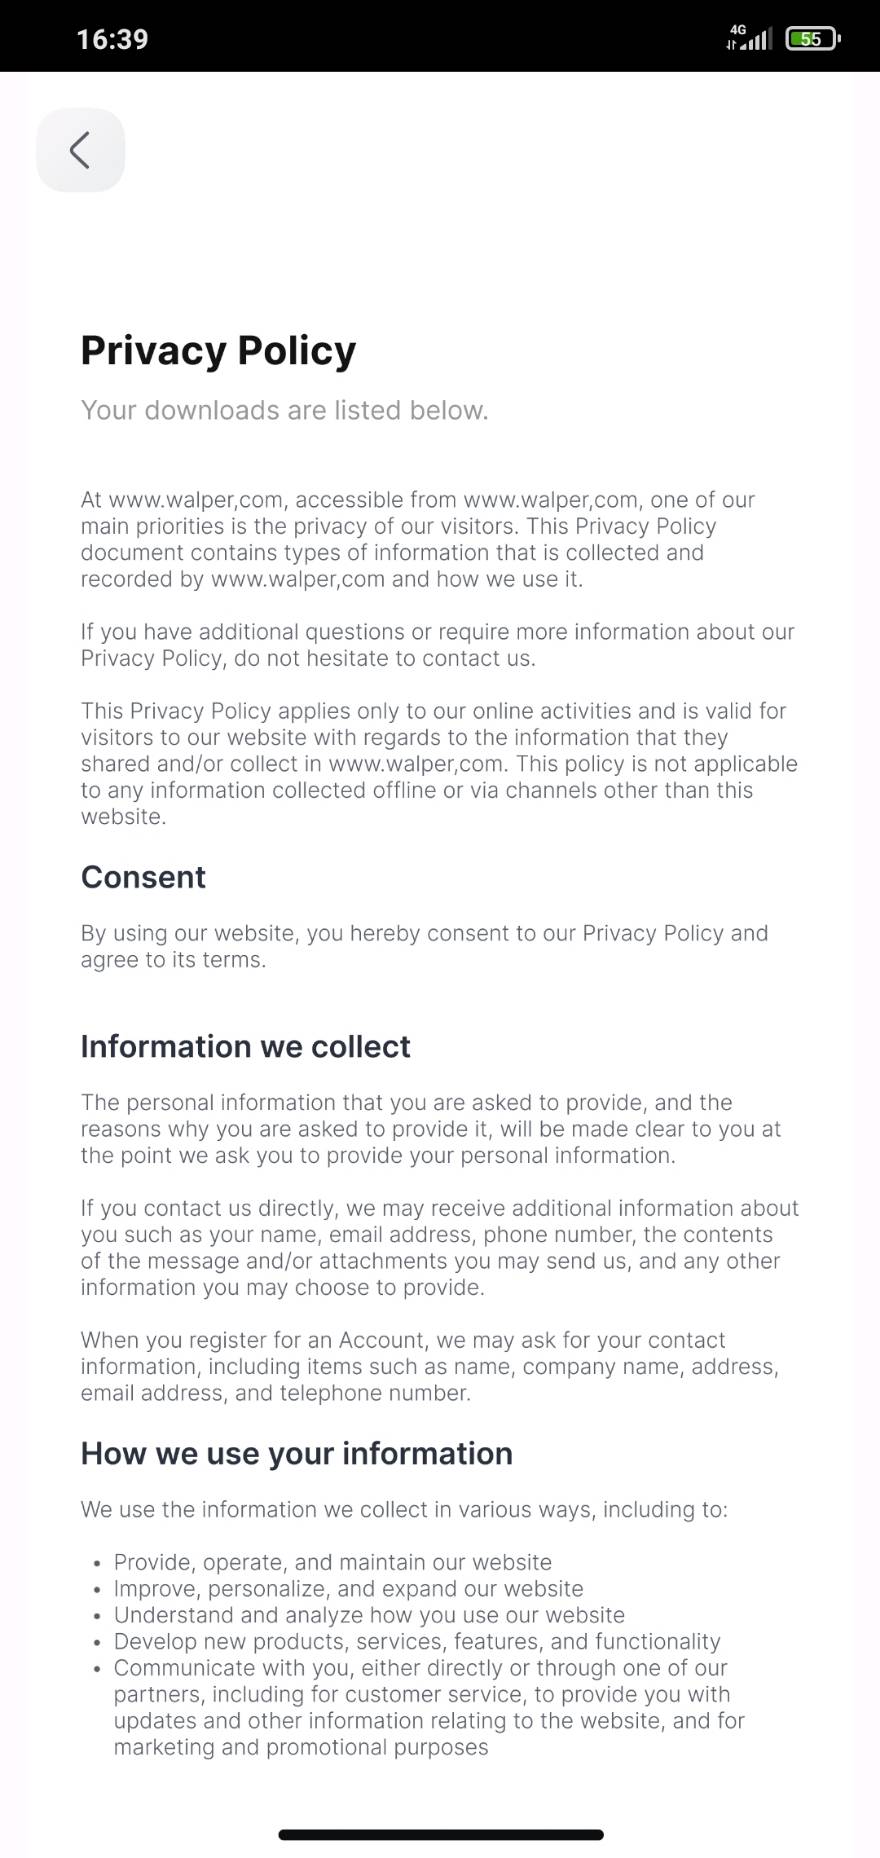 16:39
4G
55
Privacy Policy
Your downloads are listed below.
At www.walper,com, accessible from www.walper,com, one of our
main priorities is the privacy of our visitors. This Privacy Policy
document contains types of information that is collected and
recorded by www.walper,com and how we use it.
If you have additional questions or require more information about our
Privacy Policy, do not hesitate to contact us.
This Privacy Policy applies only to our online activities and is valid for
visitors to our website with regards to the information that they
shared and/or collect in www.walper,com. This policy is not applicable
to any information collected offline or via channels other than this
website.
Consent
By using our website, you hereby consent to our Privacy Policy and
agree to its terms.
Information we collect
The personal information that you are asked to provide, and the
reasons why you are asked to provide it, will be made clear to you at
the point we ask you to provide your personal information.
If you contact us directly, we may receive additional information about
you such as your name, email address, phone number, the contents
of the message and/or attachments you may send us, and any other
information you may choose to provide.
When you register for an Account, we may ask for your contact
information, including items such as name, company name, address,
email address, and telephone number.
How we use your information
We use the information we collect in various ways, including to:
• Provide, operate, and maintain our website
• Improve, personalize, and expand our website
• Understand and analyze how you use our website
• Develop new products, services, features, and functionality
• Communicate with you, either directly or through one of our
partners, including for customer service, to provide you with
updates and other information relating to the website, and for
marketing and promotional purposes